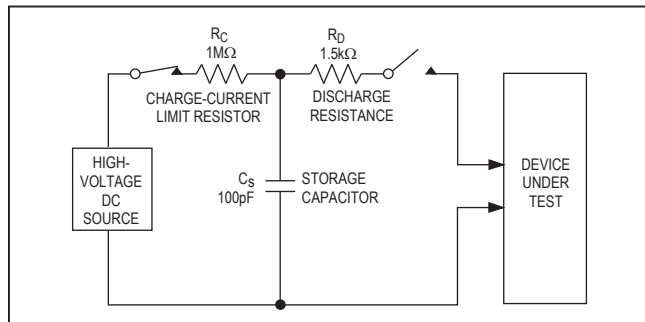 RC
1MΩ
CHARGE-CURRENT
LIMIT RESISTOR
RD
1.5kΩ
DISCHARGE
RESISTANCE
HIGH-
VOLTAGE
DC
SOURCE
CS
100pF
STORAGE
CAPACITOR
DEVICE
UNDER
TEST